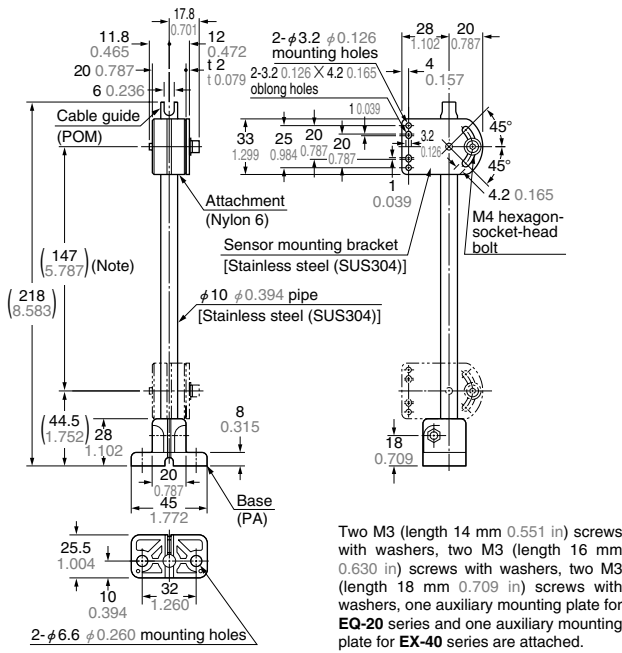 17.8
0.701
11.8
0.465
12
0.472
20 0.787
t 2
t 0.079
6 0.236
Cable guide
(POM)
Attachment
(Nylon 6)
(147
5.787) (Note)
(218
8.583)
φ10 φ0.394 pipe
[Stainless steel (SUS304)]
(44.5
1.752)
28
1.102
8
0.315
20
0.787
45
1.772
Base
(PA)
25.5
1.004
10
0.394
32
1.260
2-φ6.6 φ0.260 mounting holes
2-φ3.2 φ0.126
mounting holes
2-3.2 0.126 × 4.2 0.165
oblong holes
28
1.102
20
0.787
4
0.157
1 0.039
33
1.299
25
0.984
20
0.787
20
0.787
3.2
0.126
1
0.039
45°
45°
4.2 0.165
M4 hexagon-
socket-head
bolt
Sensor mounting bracket
[Stainless steel (SUS304)]
18
0.709
Two M3 (length 14 mm 0.551 in) screws
with washers, two M3 (length 16 mm
0.630 in) screws with washers, two M3
(length 18 mm 0.709 in) screws with
washers, one auxiliary mounting plate for
EQ-20 series and one auxiliary mounting
plate for EX-40 series are attached.